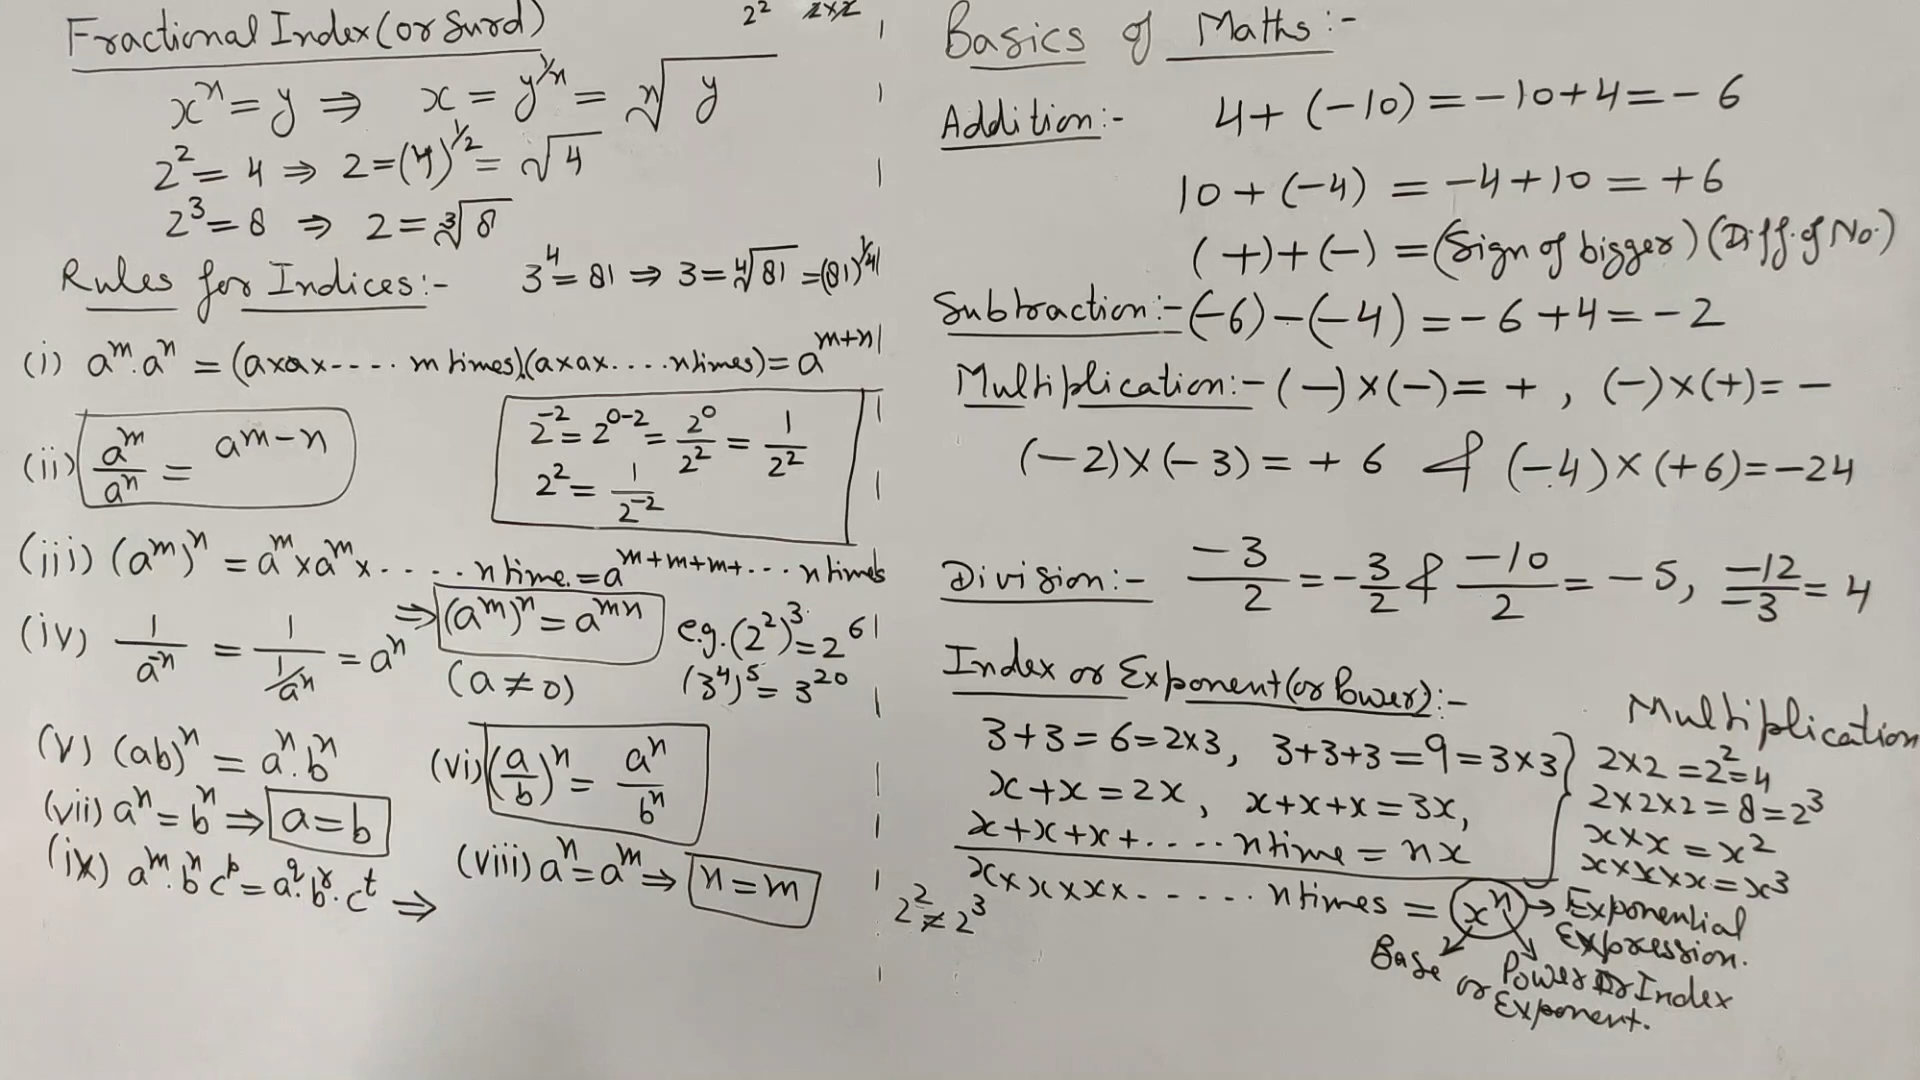 Fractional Index (or Surd)
2² 2×2
xⁿ = y ⇒ x = y^(1/n) = ⁿ√y
2² = 4 ⇒ 2 = (4)^(1/2) = √4
2³ = 8 ⇒ 2 = ³√8
Rules for Indices:- 3⁴ = 81 ⇒ 3 = ⁴√81 = (81)^(1/4)
(i) a^m . a^n = (a×a×---- m times).(a×a×....n times) = a^(m+n)
(ii) a^m/a^n = a^(m-n)
2^(-2) = 2^(0-2) = 2⁰/2² = 1/2²
2² = 1/2^(-2)
(iii) (a^m)^n = a^m × a^m × ..... n time. = a^(m+m+m+... n times)
⇒ (a^m)^n = a^(mn) e.g. (2²)³ = 2⁶
(iv) 1/a^(-n) = 1/(1/a^n) = a^n (a ≠ 0) (3⁴)⁵ = 3²⁰
(v) (ab)^n = a^n . b^n (vi) (a/b)^n = a^n/b^n
(vii) a^n = b^n ⇒ a = b
(viii) a^n = a^m ⇒ n = m
(ix) a^m . b^n c^p = a^q . b^r . c^t ⇒
Basics of Maths:-
Addition:- 4 + (-10) = -10 + 4 = -6
10 + (-4) = -4 + 10 = +6
(+) + (-) = (Sign of bigger) (Diff. of No.)
Subtraction:- (-6) - (-4) = -6 + 4 = -2
Multiplication:- (-) × (-) = + , (-) × (+) = -
(-2) × (-3) = +6 & (-4) × (+6) = -24
Division:- -3/2 = -3/2 & -10/2 = -5, -12/-3 = 4
Index or Exponent (or Power):-
3+3 = 6 = 2×3, 3+3+3 = 9 = 3×3
x + x = 2x, x + x + x = 3x,
x + x + x + ..... n time = nx
Multiplication
2×2 = 2² = 4
2×2×2 = 8 = 2³
x×x = x²
x×x×x = x³
x×x×x×x ------ n times = xⁿ → Exponential
Expression.
2² ≠ 2³
Base
Power or Index
or Exponent.